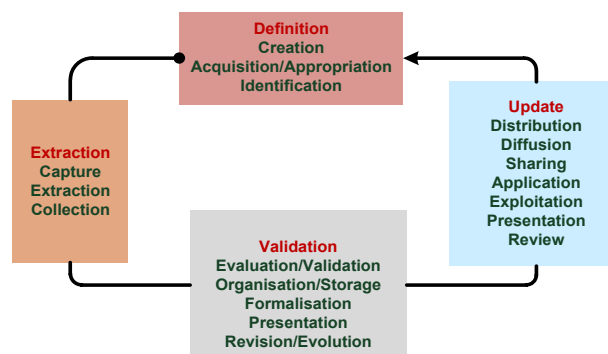 Definition
Creation
Acquisition/Appropriation
Identification
Update
Distribution
Diffusion
Sharing
Application
Exploitation
Presentation
Review
Extraction
Capture
Extraction
Collection
Validation
Evaluation/Validation
Organisation/Storage
Formalisation
Presentation
Revision/Evolution